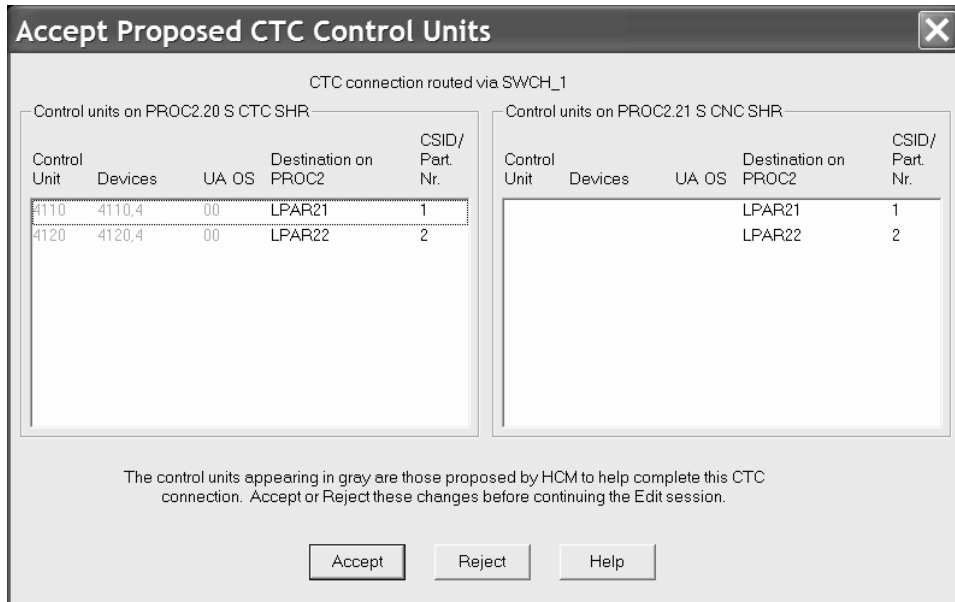 Accept Proposed CTC Control Units
CTC connection routed via SWCH_1
Control units on PROC2.20 S CTC SHR
Control Unit Devices UA OS Destination on PROC2 CSID/ Part. Nr.
4110 4110,4 00 LPAR21 1
4120 4120,4 00 LPAR22 2
Control units on PROC2.21 S CNC SHR
Control Unit Devices UA OS Destination on PROC2 CSID/ Part. Nr.
LPAR21 1
LPAR22 2
The control units appearing in gray are those proposed by HCM to help complete this CTC
connection. Accept or Reject these changes before continuing the Edit session.
Accept Reject Help